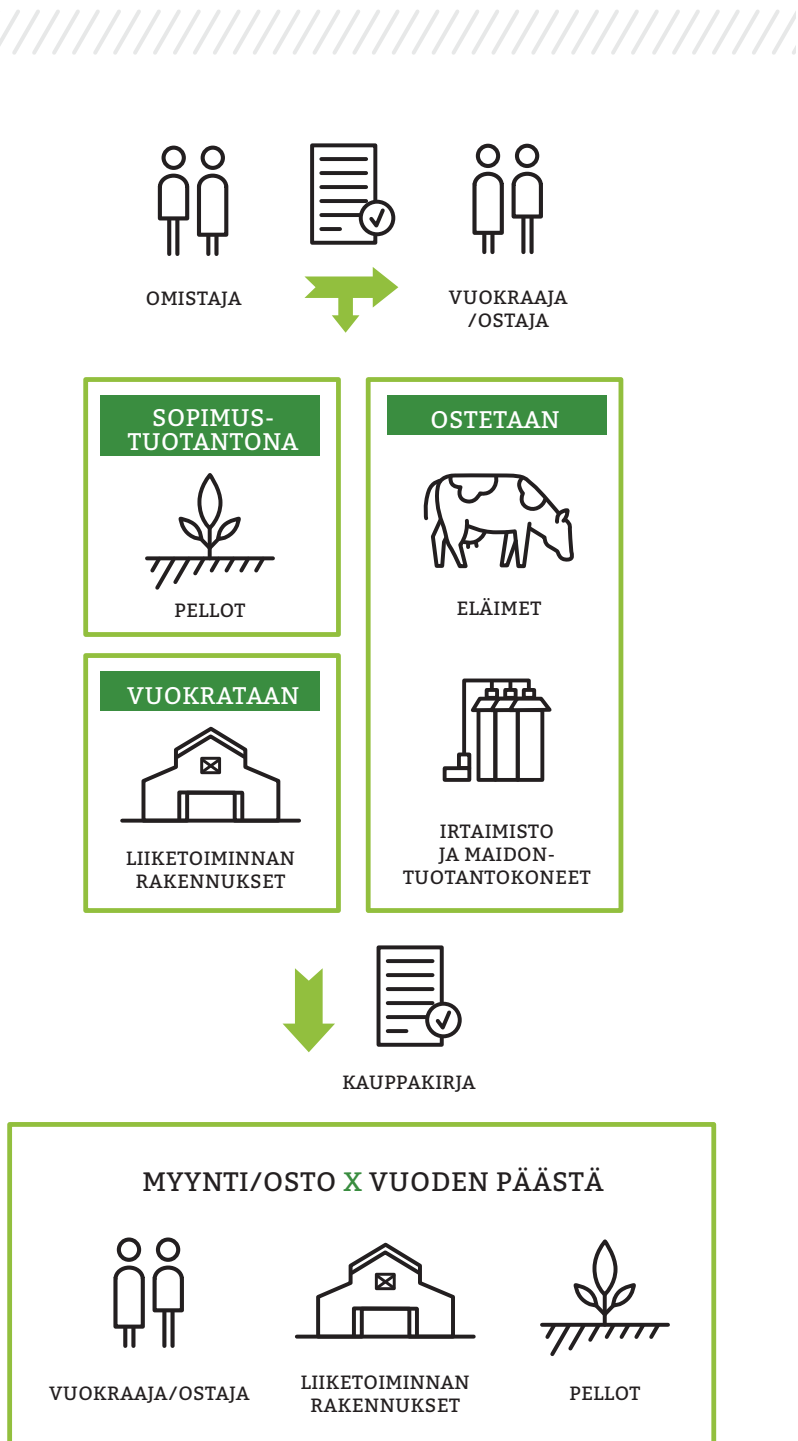 OMISTAJA
VUOKRAAJA
/OSTAJA
SOPIMUS-
TUOTANTONA
PELLOT
VUOKRATAAN
LIIKETOIMINNAN
RAKENNUKSET
OSTETAAN
ELÄIMET
IRTAIMISTO
JA MAIDON-
TUOTANTOKONEET
KAUPPAKIRJA
MYYNTI/OSTO X VUODEN PÄÄSTÄ
VUOKRAAJA/OSTAJA
LIIKETOIMINNAN
RAKENNUKSET
PELLOT